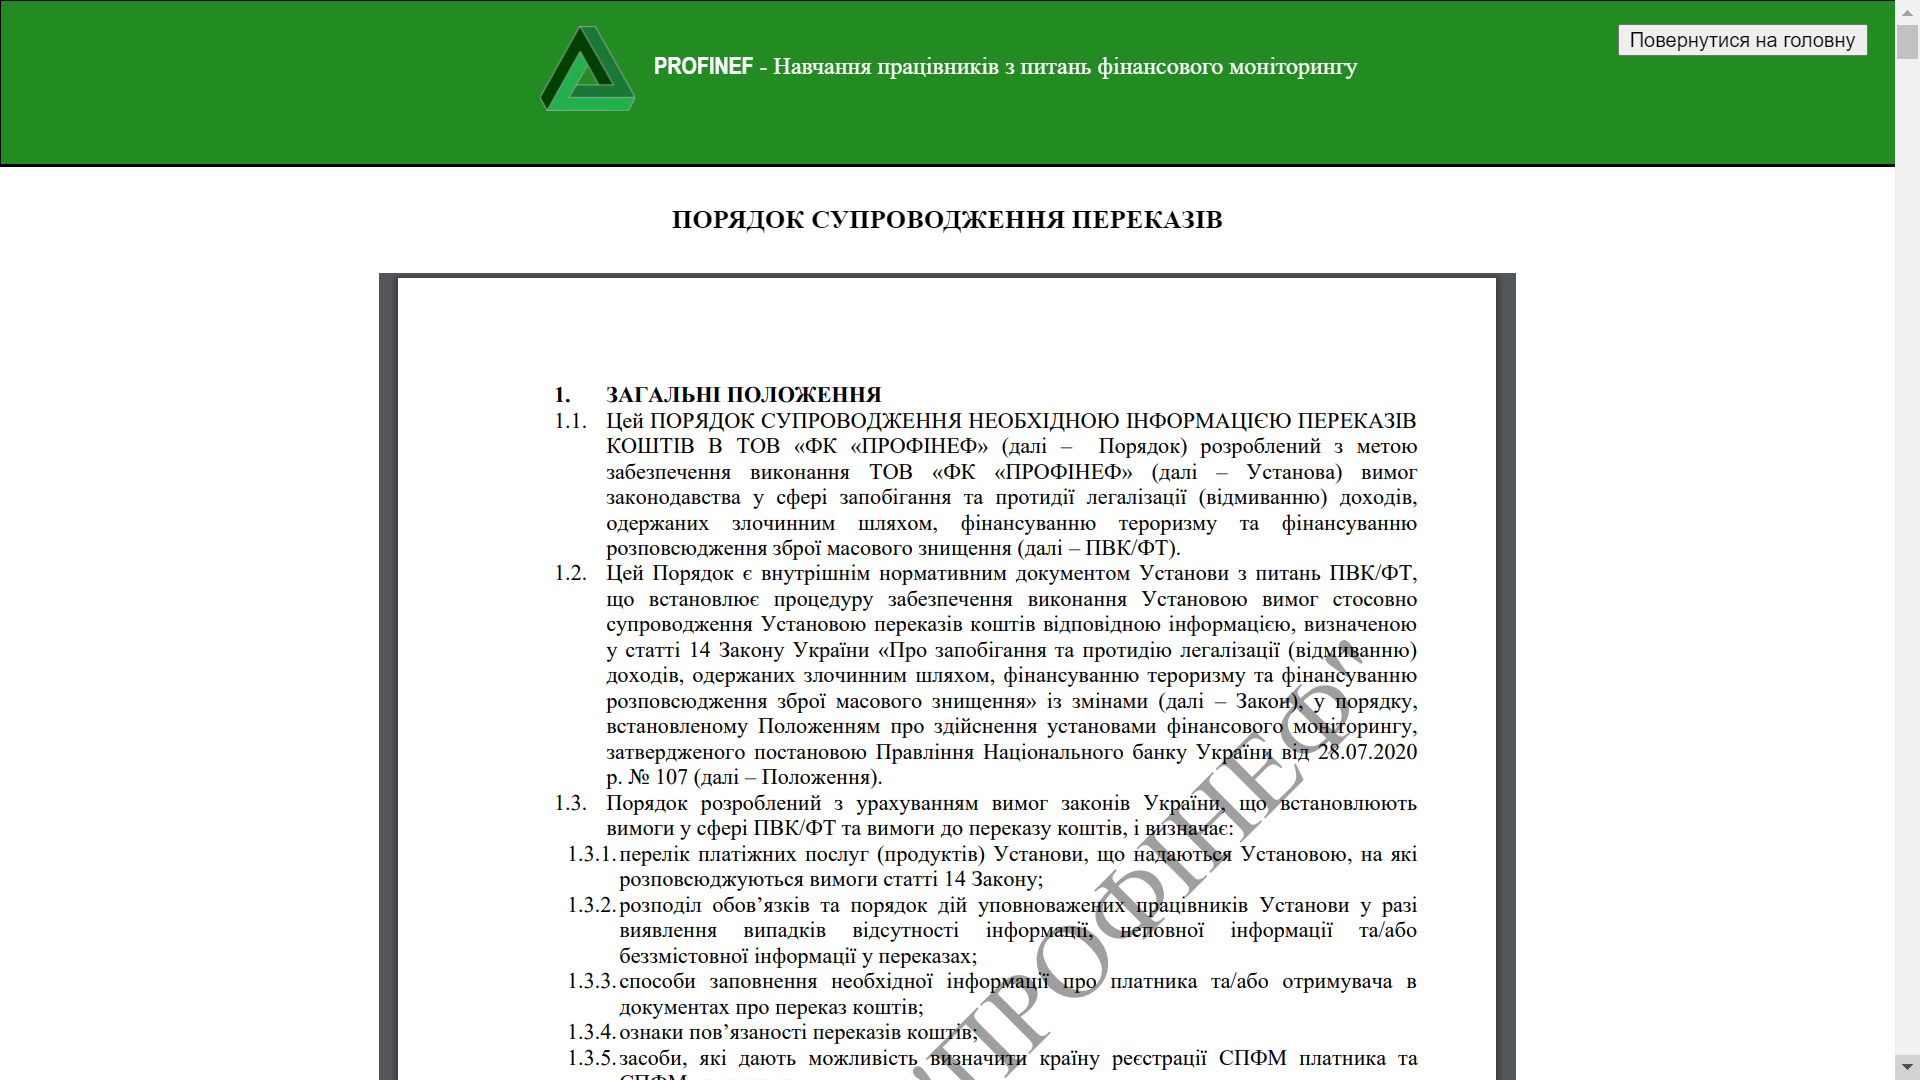 PROFINEF - Навчання працівників з питань фінансового моніторингу
Повернутися на головну
ПОРЯДОК СУПРОВОДЖЕННЯ ПЕРЕКАЗІВ
1. ЗАГАЛЬНІ ПОЛОЖЕННЯ
1.1. Цей ПОРЯДОК СУПРОВОДЖЕННЯ НЕОБХІДНОЮ ІНФОРМАЦІЄЮ ПЕРЕКАЗІВ
КОШТІВ В ТОВ «ФК «ПРОФІНЕФ» (далі – Порядок) розроблений з метою
забезпечення виконання ТОВ «ФК «ПРОФІНЕФ» (далі – Установа) вимог
законодавства у сфері запобігання та протидії легалізації (відмиванню) доходів,
одержаних злочинним шляхом, фінансуванню тероризму та фінансуванню
розповсюдження зброї масового знищення (далі – ПВК/ФТ).
1.2. Цей Порядок є внутрішнім нормативним документом Установи з питань ПВК/ФТ,
що встановлює процедуру забезпечення виконання Установою вимог стосовно
супроводження Установою переказів коштів відповідною інформацією, визначеною
у статті 14 Закону України «Про запобігання та протидію легалізації (відмиванню)
доходів, одержаних злочинним шляхом, фінансуванню тероризму та фінансуванню
розповсюдження зброї масового знищення» із змінами (далі – Закон), у порядку,
встановленому Положенням про здійснення установами фінансового моніторингу,
затвердженого постановою Правління Національного банку України від 28.07.2020
р. № 107 (далі – Положення).
1.3. Порядок розроблений з урахуванням вимог законів України, що встановлюють
вимоги у сфері ПВК/ФТ та вимоги до переказу коштів, і визначає:
1.3.1. перелік платіжних послуг (продуктів) Установи, що надаються Установою, на які
розповсюджуються вимоги статті 14 Закону;
1.3.2. розподіл обов’язків та порядок дій уповноважених працівників Установи у разі
виявлення випадків відсутності інформації, неповної інформації та/або
беззмістовної інформації у переказах;
1.3.3. способи заповнення необхідної інформації про платника та/або отримувача в
документах про переказ коштів;
1.3.4. ознаки пов’язаності переказів коштів;
1.3.5. засоби, які дають можливість визначити країну реєстрації СПФМ платника та
"ПРОФІНЕФ"